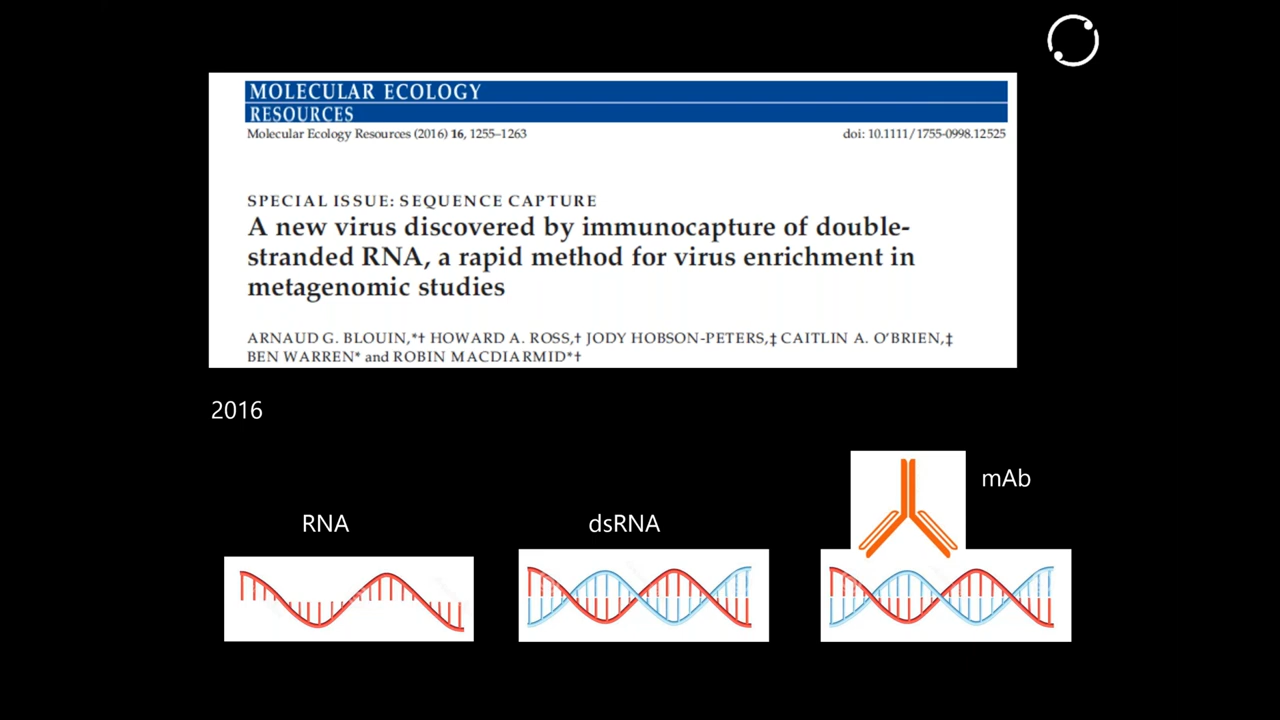 MOLECULAR ECOLOGY
RESOURCES
Molecular Ecology Resources (2016) 16, 1255–1263
doi: 10.1111/1755-0998.12525
SPECIAL ISSUE: SEQUENCE CAPTURE
A new virus discovered by immunocapture of double-
stranded RNA, a rapid method for virus enrichment in
metagenomic studies
ARNAUD G. BLOUIN,*† HOWARD A. ROSS,† JODY HOBSON-PETERS,‡ CAITLIN A. O'BRIEN,‡
BEN WARREN* and ROBIN MACDIARMID*†
2016
RNA
dsRNA
mAb